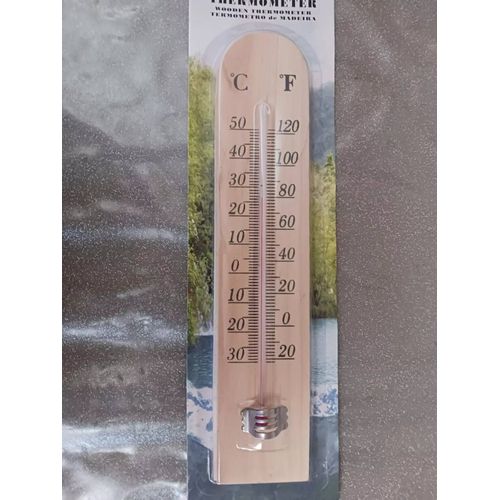 THERMOMETER
WOODEN THERMOMETER
TERMOMETRO de MADEIRA
°C °F
50 120
40 100
30 80
20 60
10 40
0 20
10 0
20 20
30